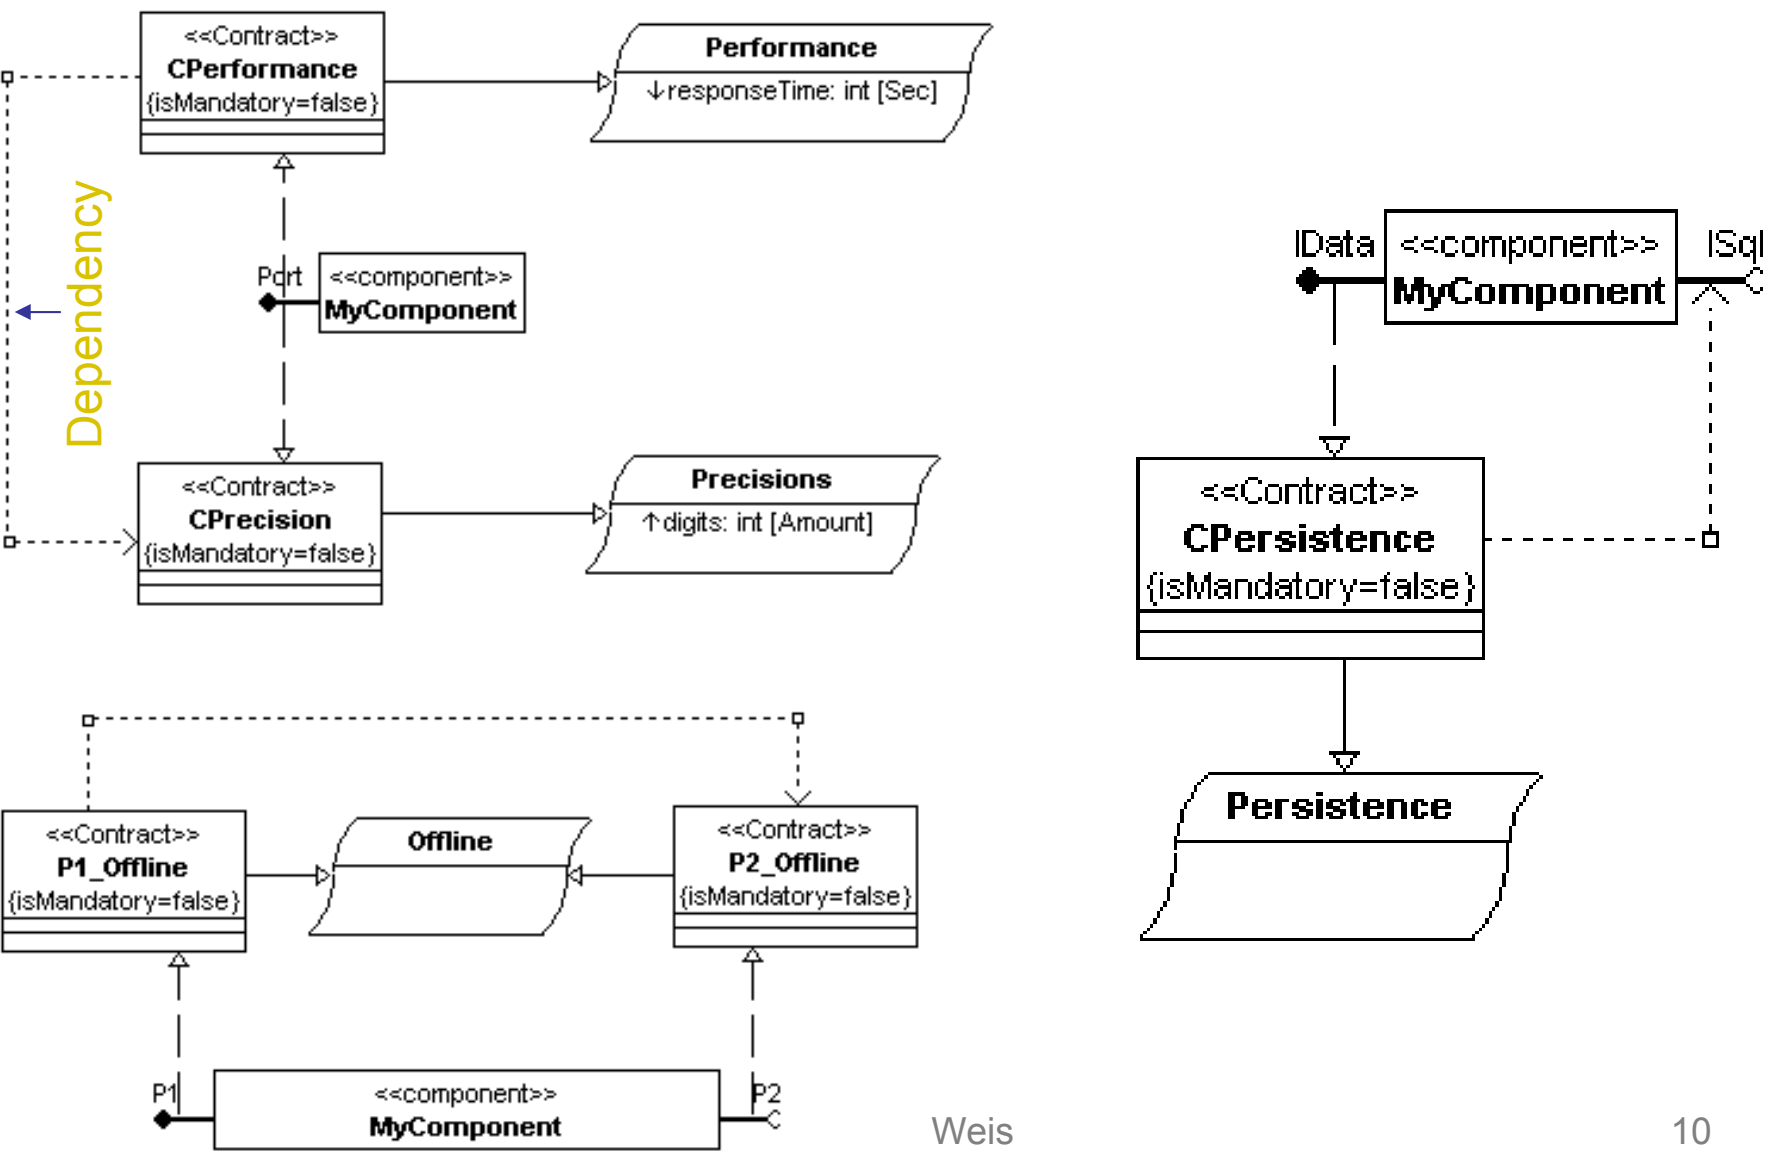 <<Contract>>
CPerformance
{isMandatory=false}
Performance
↓responseTime: int [Sec]
Dependency
Port
<<component>>
MyComponent
<<Contract>>
CPrecision
{isMandatory=false}
Precisions
↑digits: int [Amount]
IData
<<component>>
MyComponent
ISql
<<Contract>>
CPersistence
{isMandatory=false}
Persistence
<<Contract>>
P1_Offline
{isMandatory=false}
Offline
<<Contract>>
P2_Offline
{isMandatory=false}
P1
<<component>>
MyComponent
P2
Weis
10